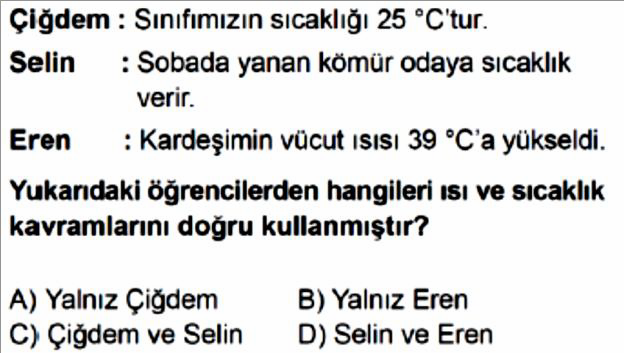 Çiğdem : Sınıfımızın sıcaklığı 25 °C'tur.
Selin : Sobada yanan kömür odaya sıcaklık
verir.
Eren : Kardeşimin vücut ısısı 39 °C'a yükseldi.
Yukarıdaki öğrencilerden hangileri ısı ve sıcaklık
kavramlarını doğru kullanmıştır?
A) Yalnız Çiğdem B) Yalnız Eren
C) Çiğdem ve Selin D) Selin ve Eren